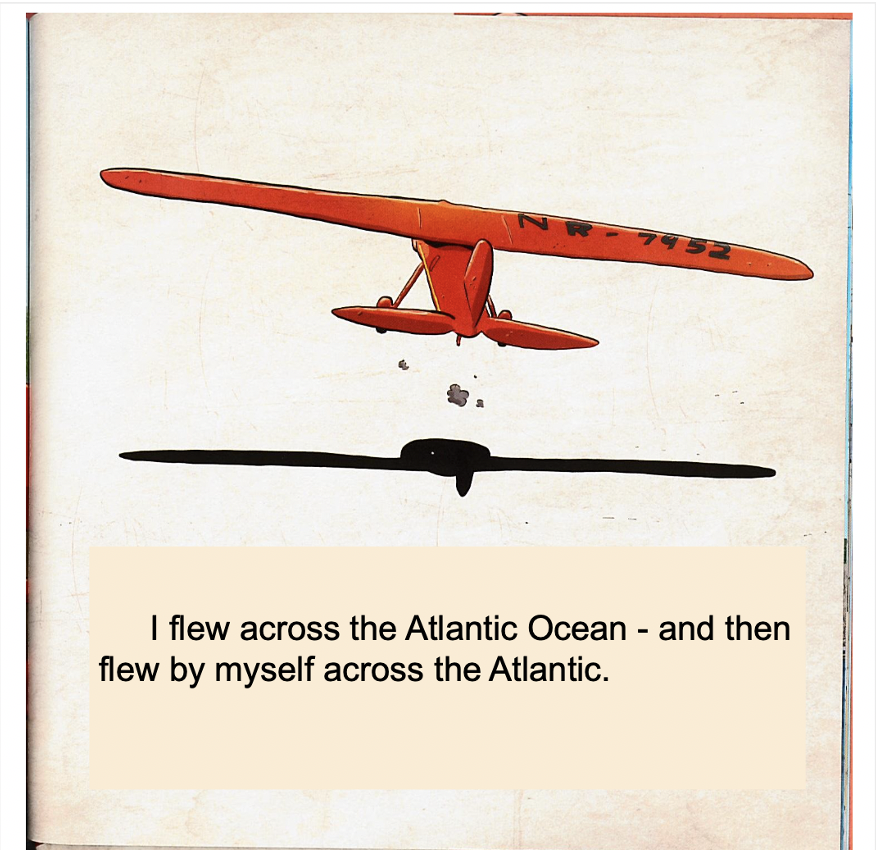 NR-7952
I flew across the Atlantic Ocean - and then
flew by myself across the Atlantic.